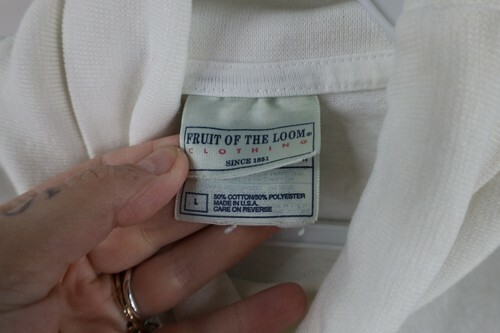 FRUIT OF THE LOOM®
CLOTHING
SINCE 1851
L
50% COTTON/50% POLYESTER
MADE IN U.S.A.
CARE ON REVERSE